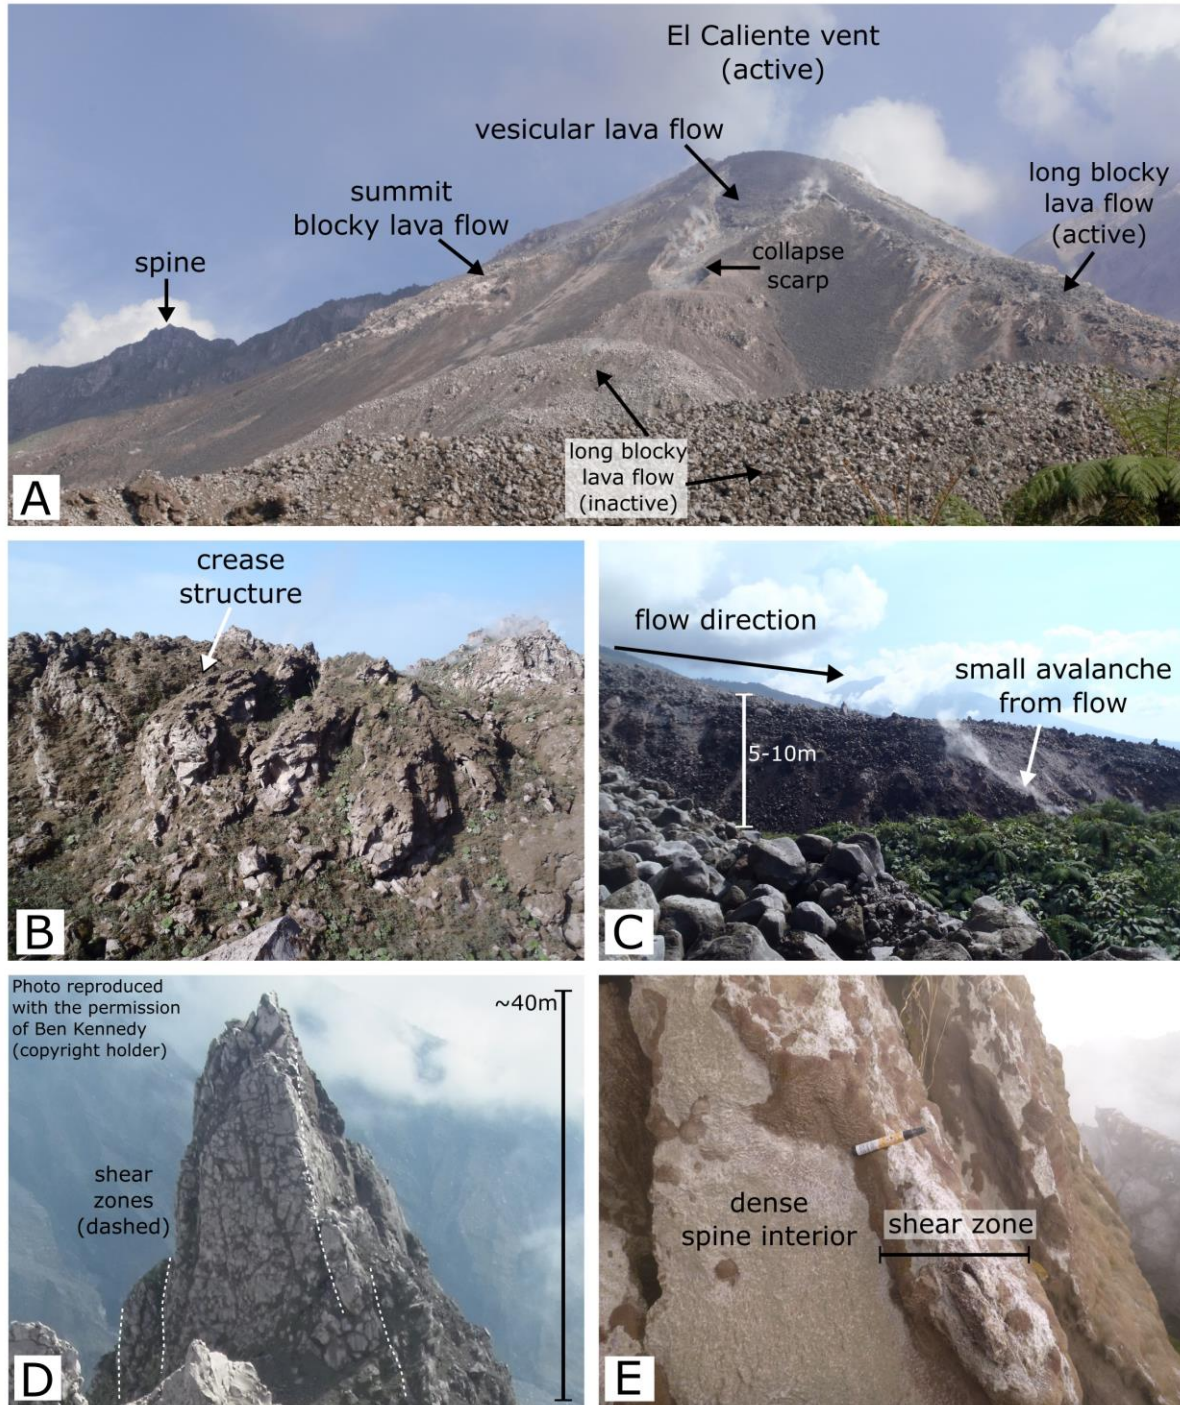 El Caliente vent
(active)
vesicular lava flow
long blocky
lava flow
(active)
summit
blocky lava flow
spine
collapse
scarp
long blocky
lava flow
(inactive)
A
crease
structure
B
flow direction
small avalanche
from flow
5-10m
C
Photo reproduced
with the permission
of Ben Kennedy
(copyright holder)
~40m
shear
zones
(dashed)
D
dense
spine interior
shear zone
E